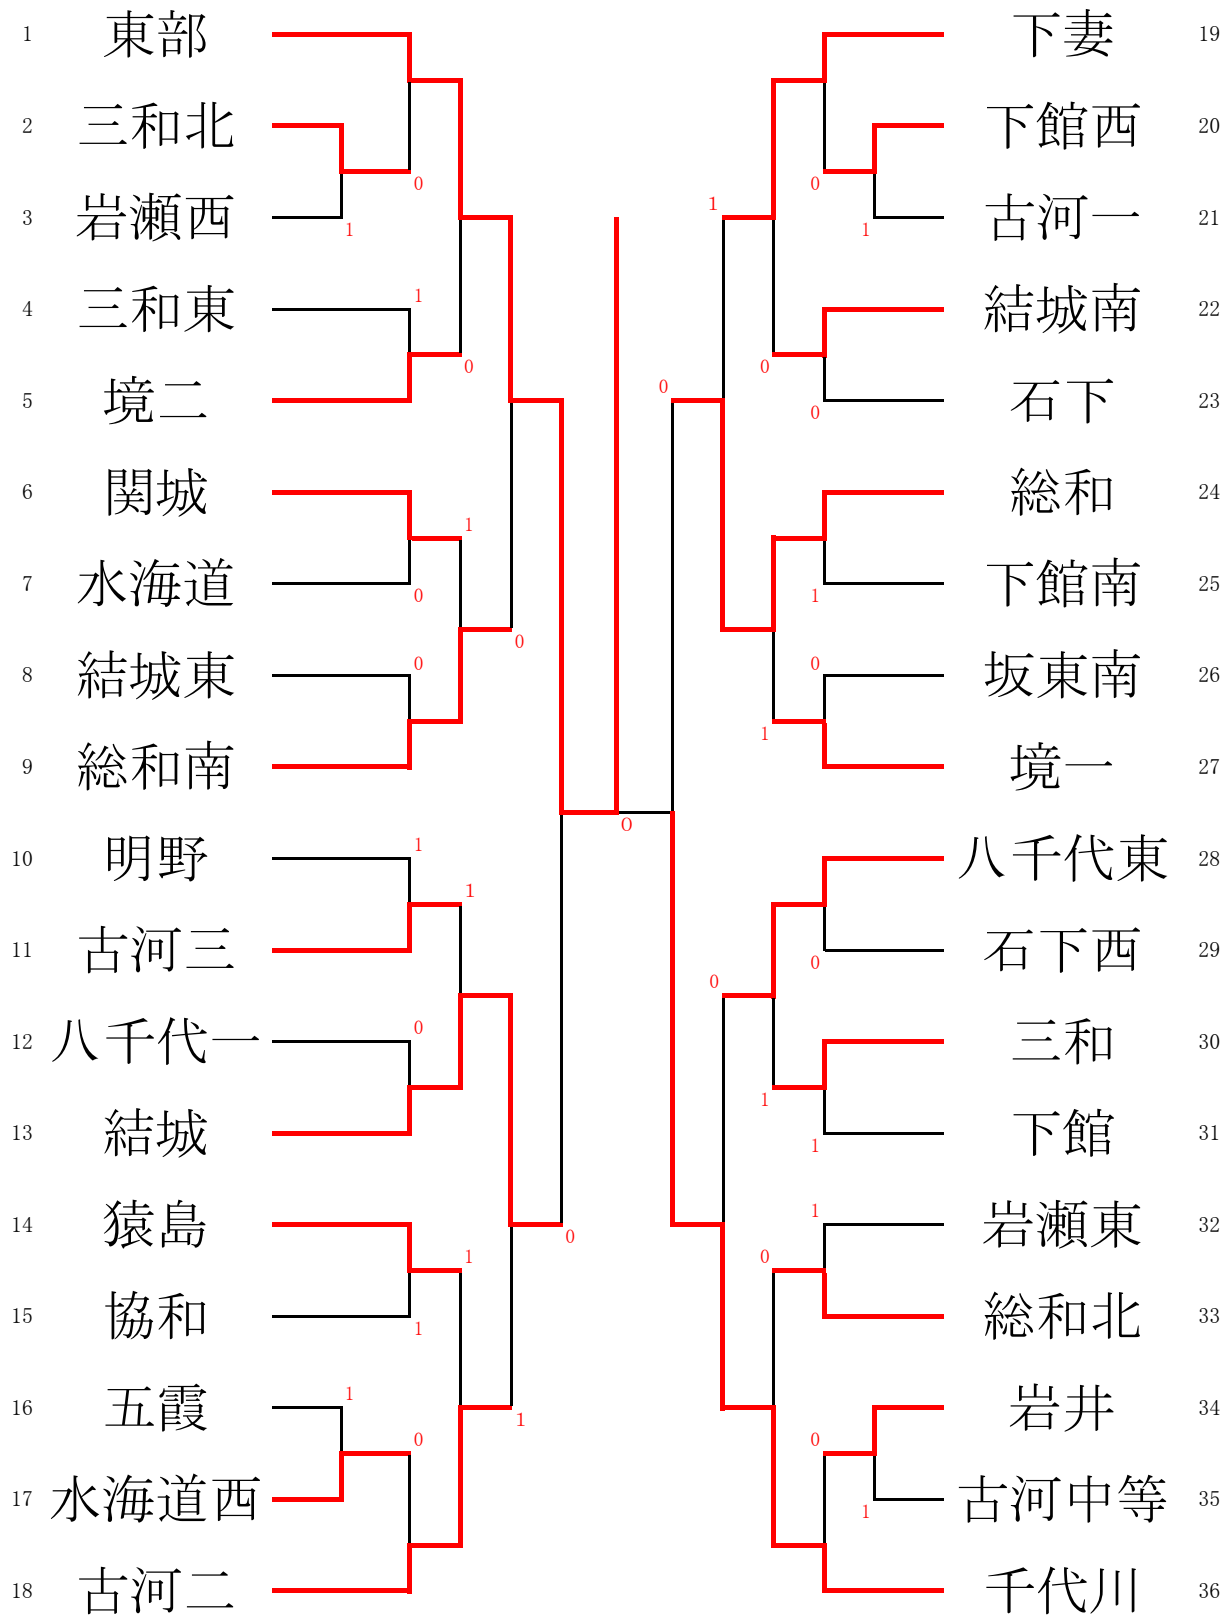 1 東部
2 三和北
3 岩瀬西
4 三和東
5 境二
6 関城
7 水海道
8 結城東
9 総和南
10 明野
11 古河三
12 八千代一
13 結城
14 猿島
15 協和
16 五霞
17 水海道西
18 古河二
0
1
1
0
1
0
0
0
1
1
0
0
1
1
1
0
1
0
0
0
1
1
0
0
0
1
0
1
0
0
1
1
1
0
0
1
下妻 19
下館西 20
古河一 21
結城南 22
石下 23
総和 24
下館南 25
坂東南 26
境一 27
八千代東 28
石下西 29
三和 30
下館 31
岩瀬東 32
総和北 33
岩井 34
古河中等 35
千代川 36